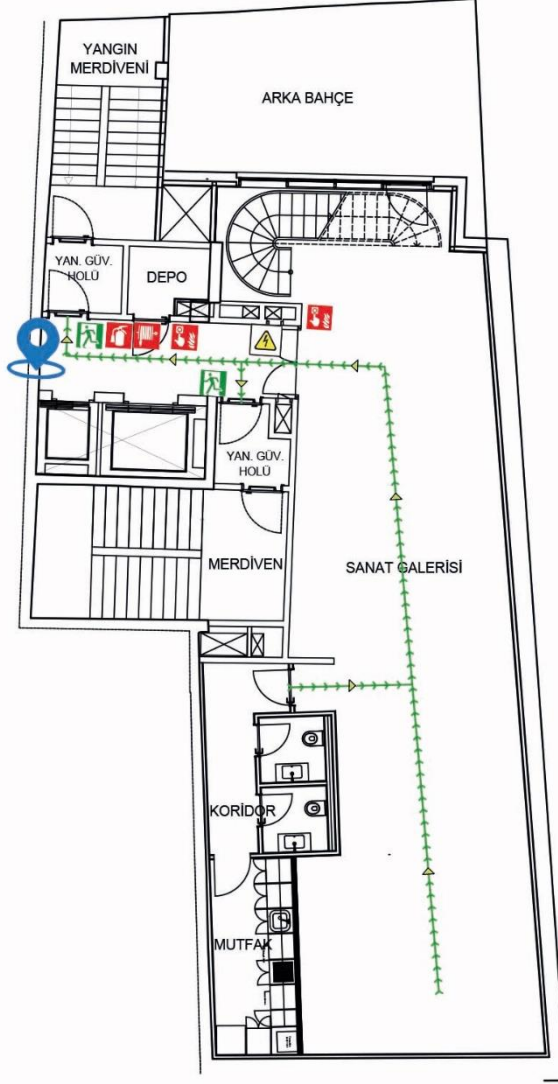 YANGIN
MERDİVENİ
ARKA BAHÇE
YAN. GÜV.
HOLÜ
DEPO
YAN. GÜV.
HOLÜ
MERDİVEN
SANAT GALERİSİ
KORİDOR
MUTFAK